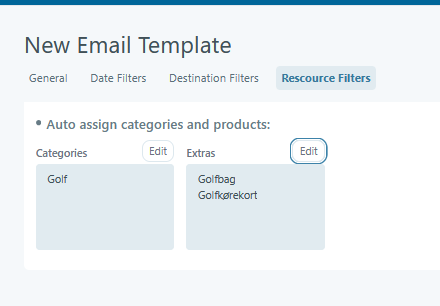 New Email Template
General Date Filters Destination Filters Rescource Filters
• Auto assign categories and products:
Categories Edit Extras Edit
Golf Golfbag
Golfkørekort